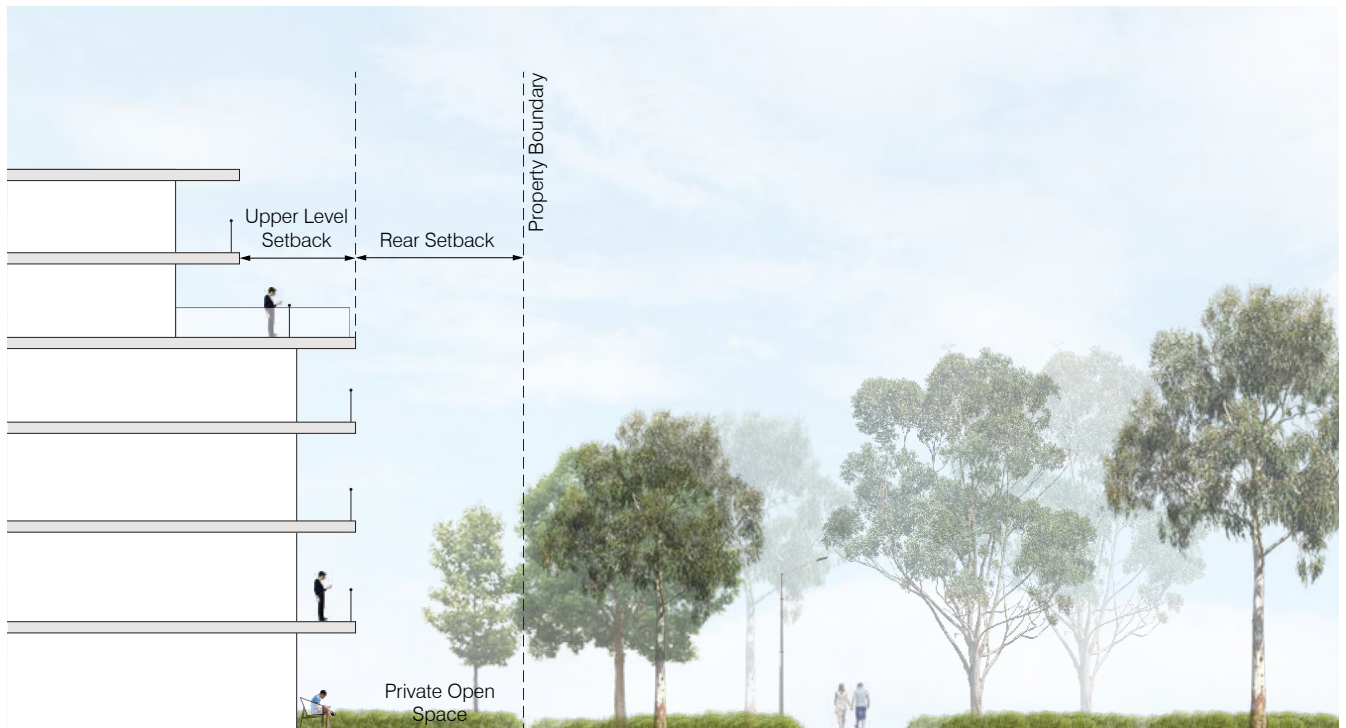 Property Boundary
Upper Level
Setback
Rear Setback
Private Open
Space